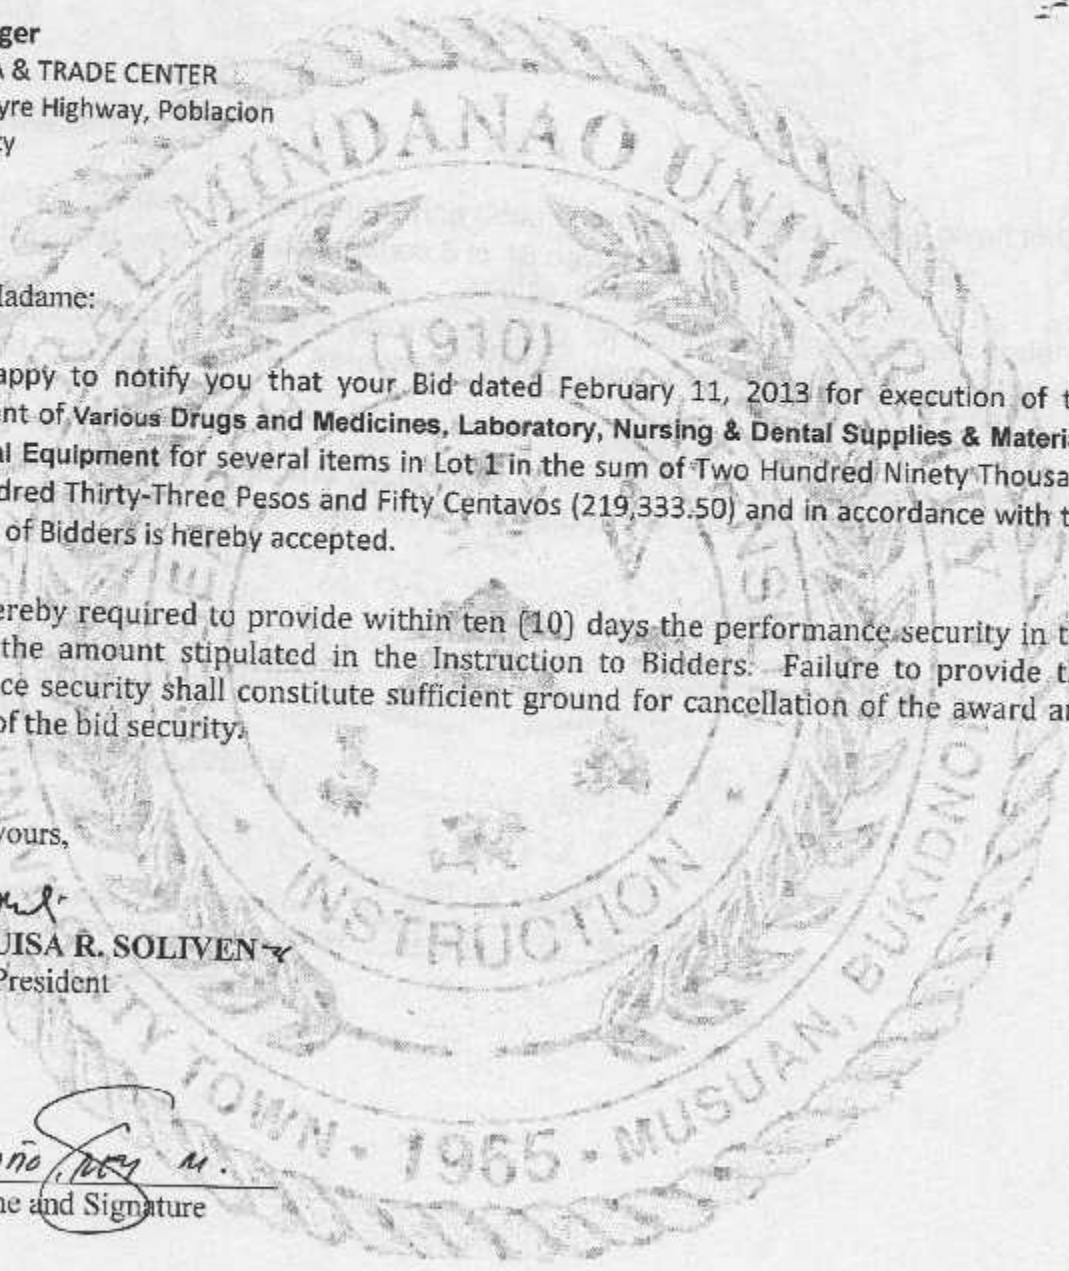 ger
A & TRADE CENTER
yre Highway, Poblacion
ty
Madame:
appy to notify you that your Bid dated February 11, 2013 for execution of t
nt of Various Drugs and Medicines, Laboratory, Nursing & Dental Supplies & Materia
al Equipment for several items in Lot 1 in the sum of Two Hundred Ninety Thousa
dred Thirty-Three Pesos and Fifty Centavos (219,333.50) and in accordance with t
of Bidders is hereby accepted.
ereby required to provide within ten (10) days the performance security in t
the amount stipulated in the Instruction to Bidders. Failure to provide t
ce security shall constitute sufficient ground for cancellation of the award a
of the bid security.
yours,
UISA R. SOLIVEN
President
M.
ne and Signature
MINDANAO UNIVERSITY
(1910)
INSTRUCTION
TY TOWN • 1965 • MUSUAN, BUKIDNON